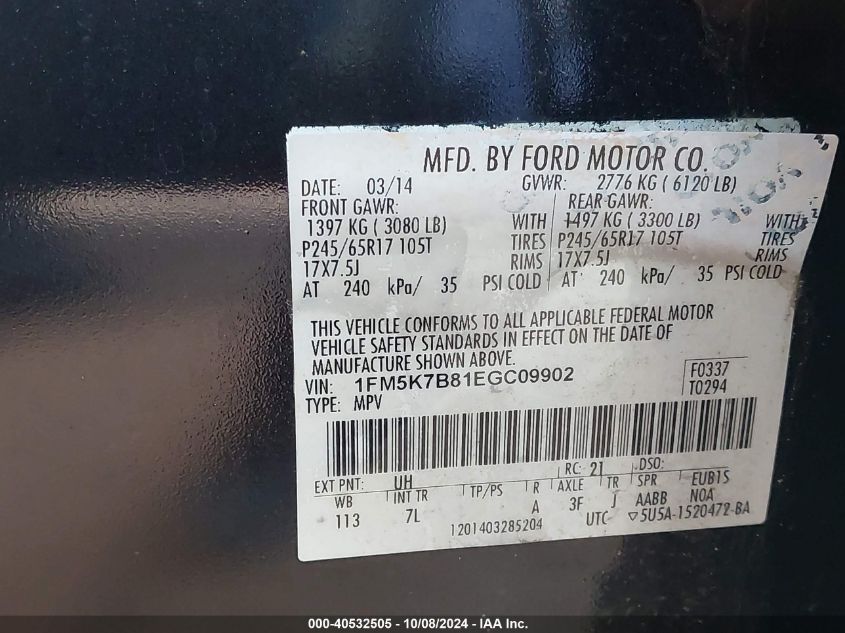 MFD. BY FORD MOTOR CO.
DATE: 03/14 GVWR: 2776 KG ( 6120 LB)
FRONT GAWR: REAR GAWR:
1397 KG ( 3080 LB) WITH 1497 KG ( 3300 LB) WITH
P245/65R17 105T TIRES P245/65R17 105T TIRES
17X7.5J RIMS 17X7.5J RIMS
AT 240 kPa/ 35 PSI COLD AT 240 kPa/ 35 PSI COLD
THIS VEHICLE CONFORMS TO ALL APPLICABLE FEDERAL MOTOR
VEHICLE SAFETY STANDARDS IN EFFECT ON THE DATE OF
MANUFACTURE SHOWN ABOVE.
VIN: 1FM5K7B81EGC09902 F0337
TYPE: MPV T0294
EXT PNT: UH RC: 21 DSO:
WB INT TR TP/PS R AXLE TR SPR EUB1S
113 7L A 3F J AABB NOA
1201403285204 UTC ▽5U5A-1520472-BA
000-40532505 - 10/08/2024 - IAA Inc.